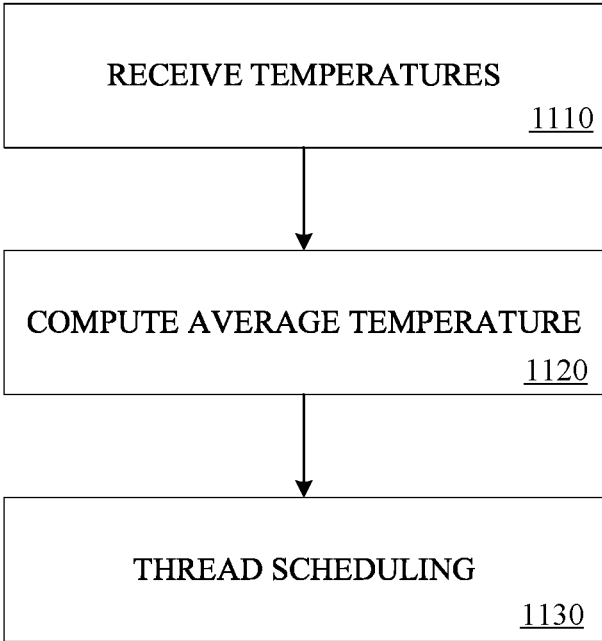 RECEIVE TEMPERATURES
1110
COMPUTE AVERAGE TEMPERATURE
1120
THREAD SCHEDULING
1130